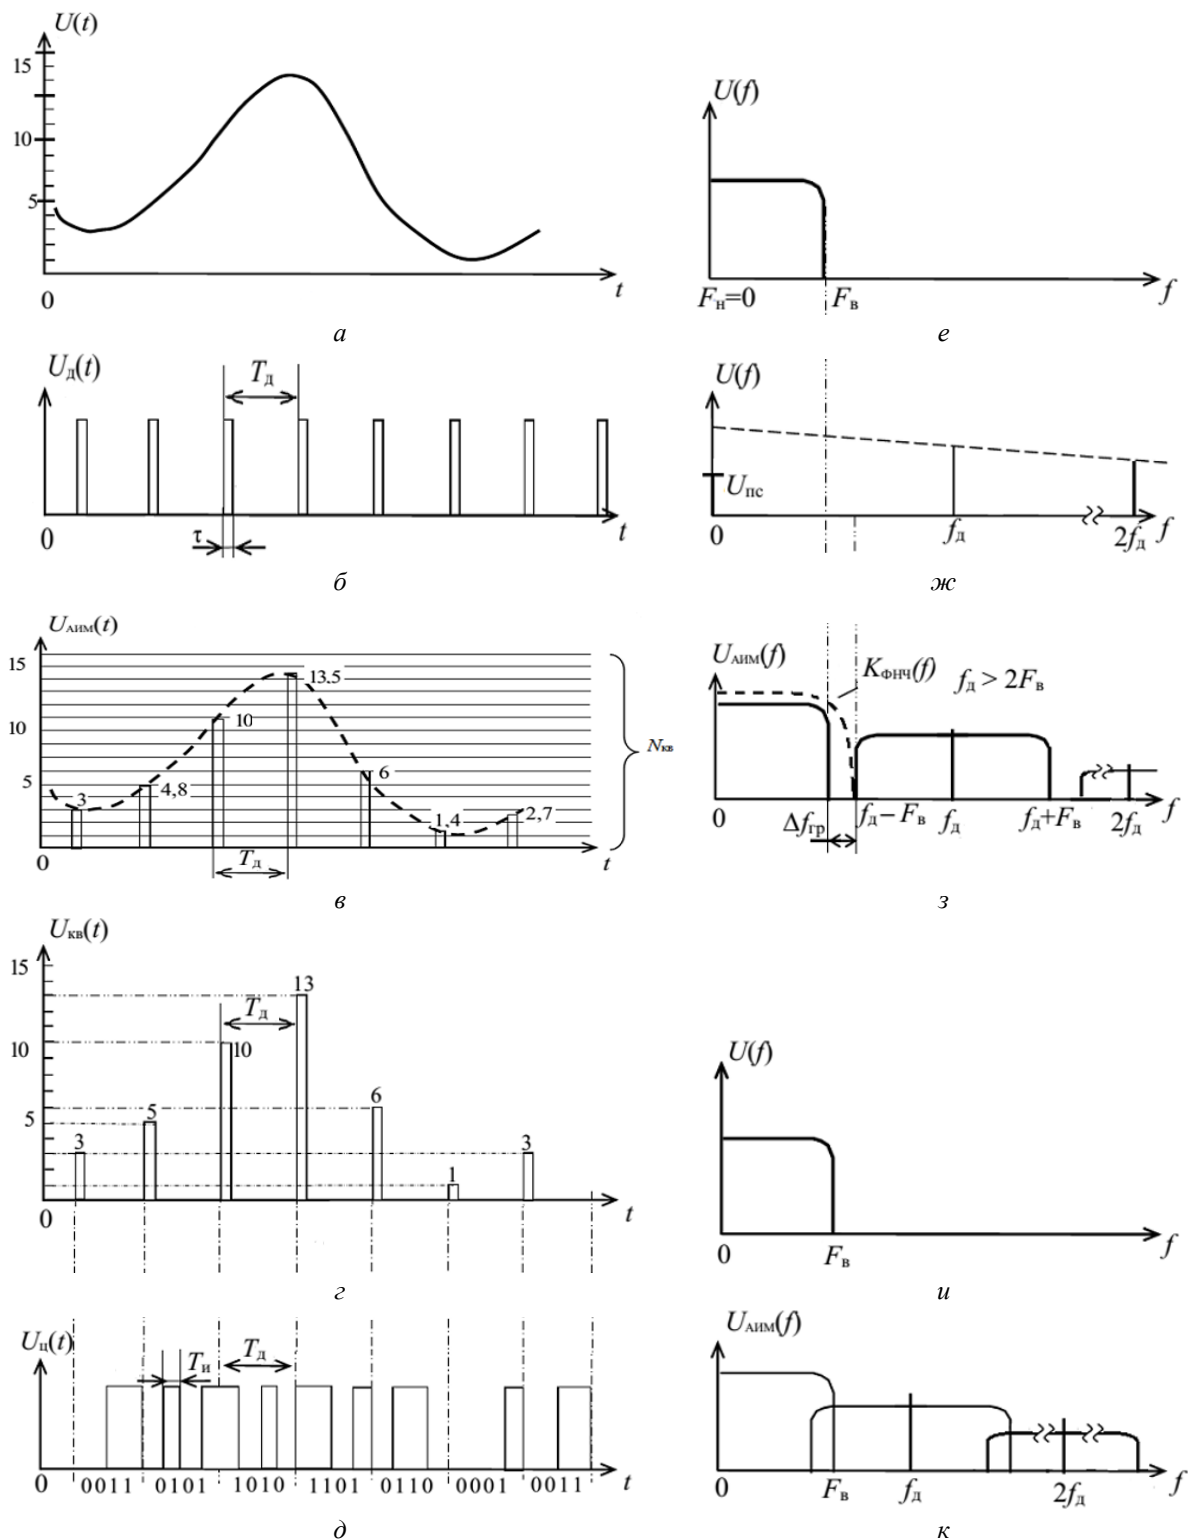 U(t)
15
10
5
0
t
а
U(f)
Fн=0
Fв
f
е
Uд(t)
Tд
τ
0
t
б
U(f)
Uпс
0
fд
2fд
f
ж
UАИМ(t)
15
10
5
0
3
4,8
10
13,5
6
1,4
2,7
Nкв
Tд
t
в
UАИМ(f)
KФНЧ(f)
fд > 2Fв
0
Δfгр
fд− Fв
fд
fд+Fв
2fд
f
з
Uкв(t)
15
10
5
0
3
5
10
13
6
1
3
Tд
t
г
U(f)
0
Fв
f
и
Uц(t)
Tи
Tд
0
0011 0101 1010 1101 0110 0001 0011
t
д
UАИМ(f)
0
Fв
fд
2fд
f
к